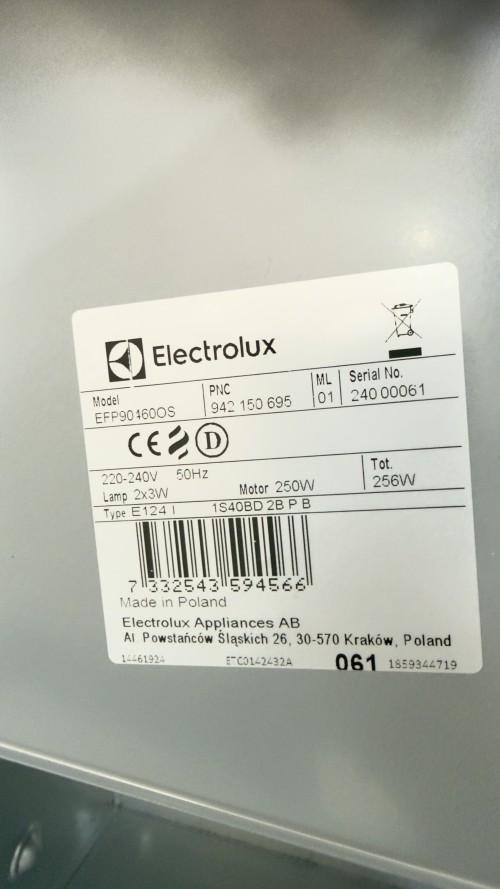 Electrolux
Model PNC ML Serial No.
EFP90460OS 942 150 695 01 240 00061
CE D
220-240V 50Hz Tot.
Lamp 2x3W Motor 250W 256W
Type E124 I 1S40BD 2B P B
7 332543 594566
Made in Poland
Electrolux Appliances AB
Al Powstańców Śląskich 26, 30-570 Kraków, Poland
14461924 ETC0142432A 061 1859344719